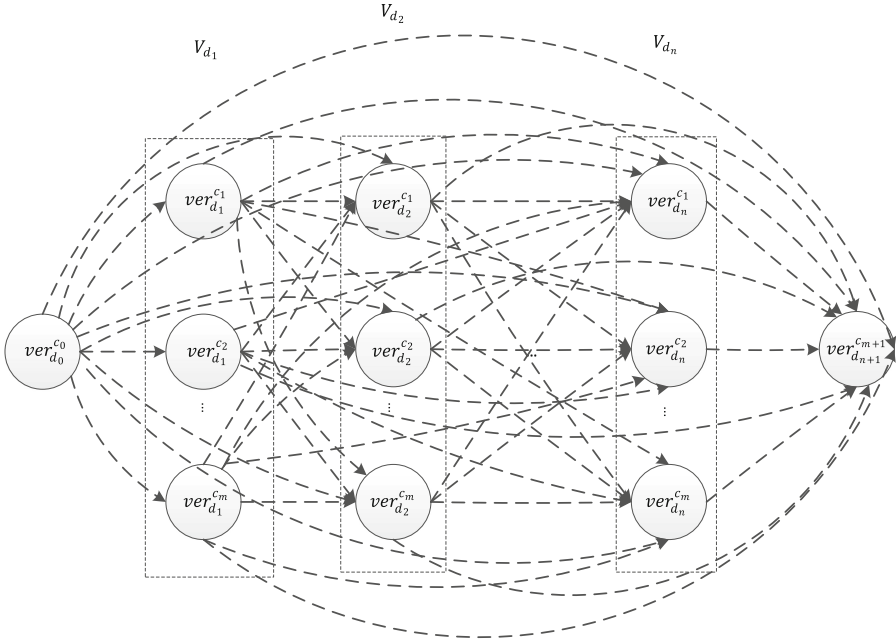 V_{d_2}
V_{d_1}
V_{d_n}
ver_{d_1}^{c_1} ver_{d_2}^{c_1} ver_{d_n}^{c_1}
ver_{d_0}^{c_0} ver_{d_1}^{c_2} ver_{d_2}^{c_2} ver_{d_n}^{c_2} ver_{d_{n+1}}^{c_{m+1}}
...
⋮ ⋮ ⋮
ver_{d_1}^{c_m} ver_{d_2}^{c_m} ver_{d_n}^{c_m}